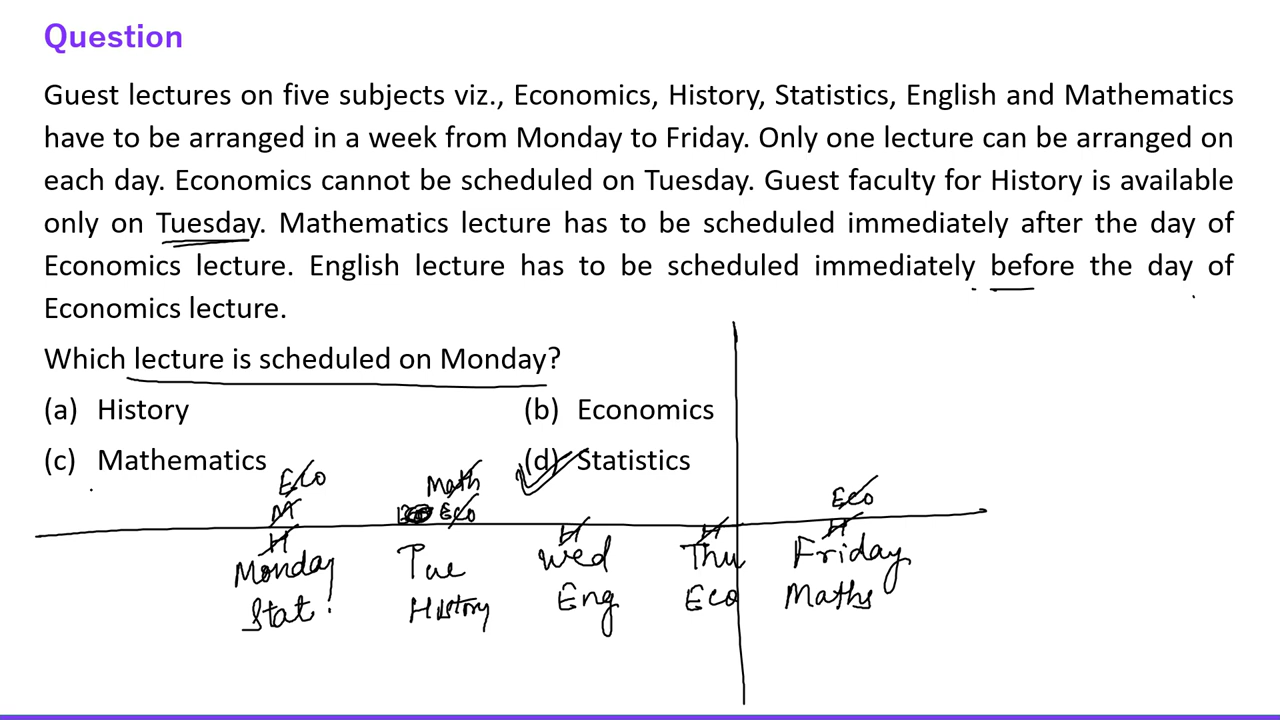 Question
Guest lectures on five subjects viz., Economics, History, Statistics, English and Mathematics
have to be arranged in a week from Monday to Friday. Only one lecture can be arranged on
each day. Economics cannot be scheduled on Tuesday. Guest faculty for History is available
only on Tuesday. Mathematics lecture has to be scheduled immediately after the day of
Economics lecture. English lecture has to be scheduled immediately before the day of
Economics lecture.
Which lecture is scheduled on Monday?
(a) History (b) Economics
(c) Mathematics (d) Statistics
Eco Math
M Eco Eco
H H H H
Monday Tue Wed Thu Friday
Stat History Eng Eco Maths